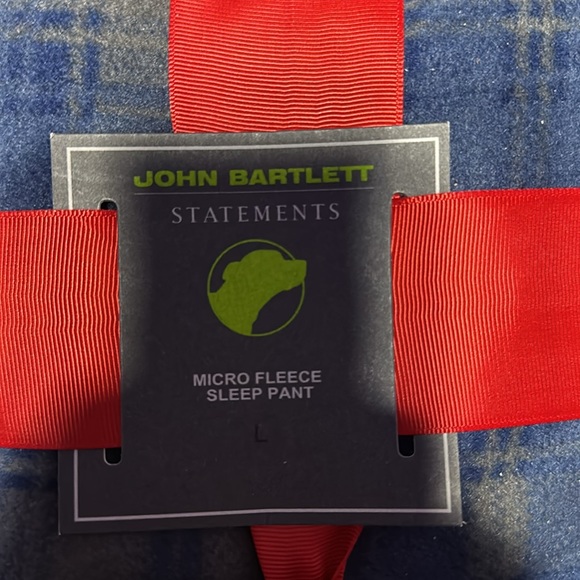 JOHN BARTLETT
STATEMENTS
MICRO FLEECE
SLEEP PANT
L